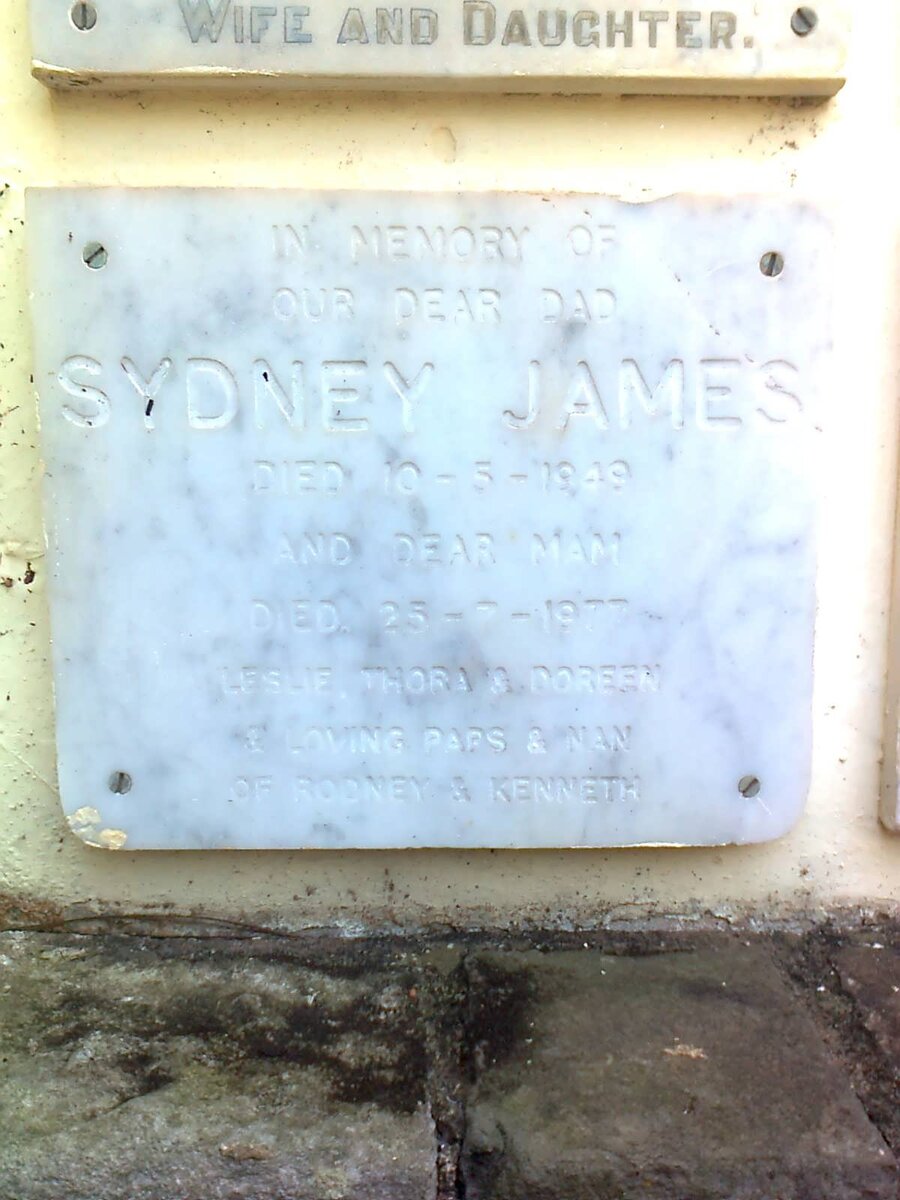 WIFE AND DAUGHTER.
IN MEMORY OF
OUR DEAR DAD
SYDNEY JAMES
DIED 10-5-1949
AND DEAR MAM
DIED. 25-7-1977
LESLIE, THORA & DOREEN
& LOVING PAPS & NAN
OF RODNEY & KENNETH